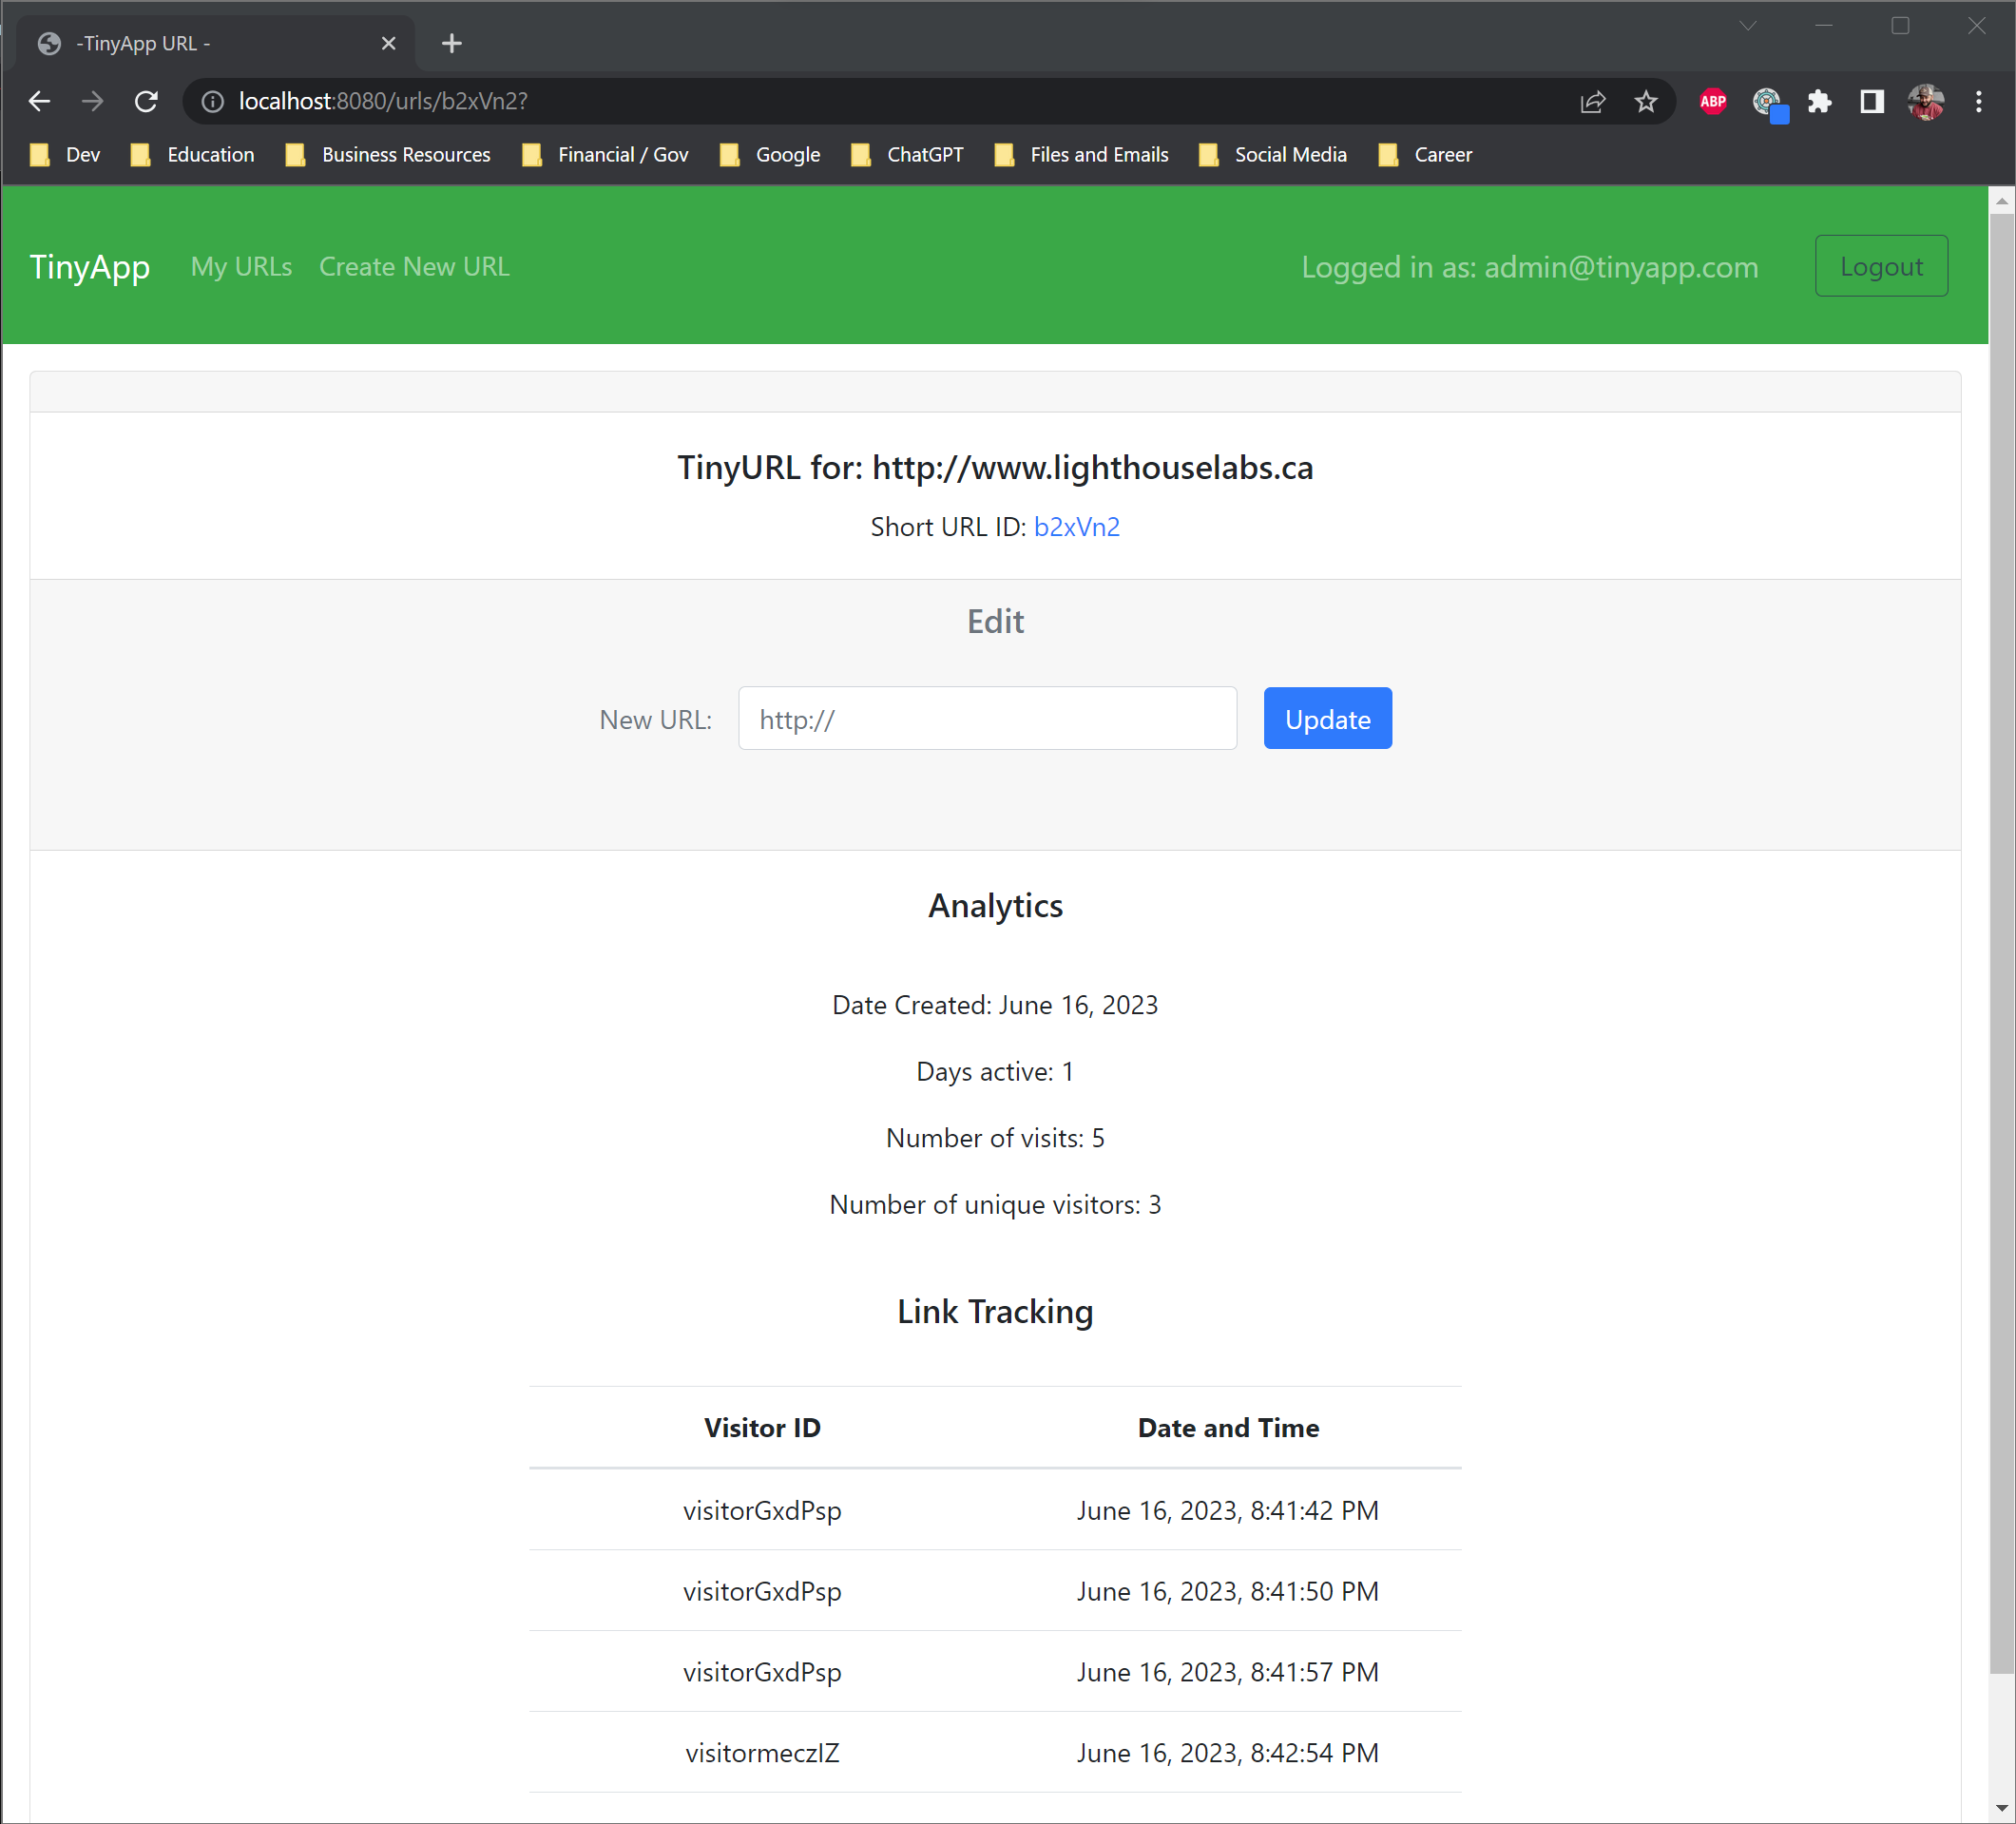 -TinyApp URL -
localhost:8080/urls/b2xVn2?
ABP
Dev Education Business Resources Financial / Gov Google ChatGPT Files and Emails Social Media Career
TinyApp My URLs Create New URL Logged in as: admin@tinyapp.com Logout
TinyURL for: http://www.lighthouselabs.ca
Short URL ID: b2xVn2
Edit
New URL: http:// Update
Analytics
Date Created: June 16, 2023
Days active: 1
Number of visits: 5
Number of unique visitors: 3
Link Tracking
Visitor ID Date and Time
visitorGxdPsp June 16, 2023, 8:41:42 PM
visitorGxdPsp June 16, 2023, 8:41:50 PM
visitorGxdPsp June 16, 2023, 8:41:57 PM
visitormeczIZ June 16, 2023, 8:42:54 PM